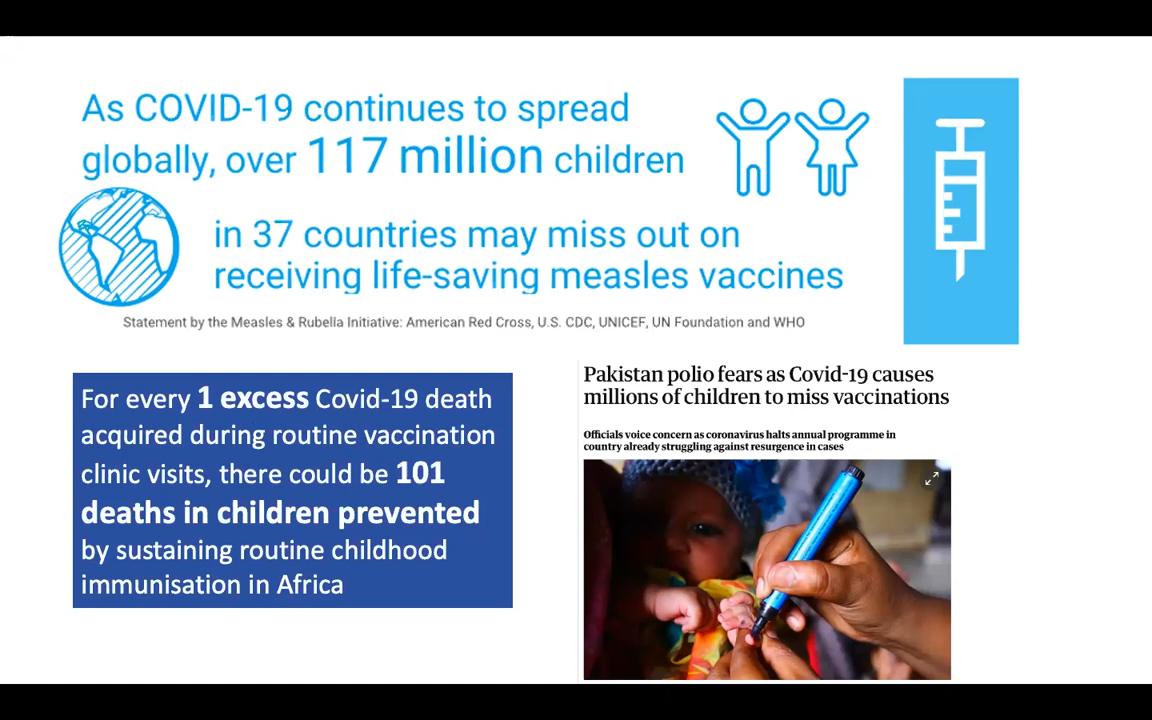 As COVID-19 continues to spread
globally, over 117 million children
in 37 countries may miss out on
receiving life-saving measles vaccines
Statement by the Measles & Rubella Initiative: American Red Cross, U.S. CDC, UNICEF, UN Foundation and WHO
For every 1 excess Covid-19 death
acquired during routine vaccination
clinic visits, there could be 101
deaths in children prevented
by sustaining routine childhood
immunisation in Africa
Pakistan polio fears as Covid-19 causes
millions of children to miss vaccinations
Officials voice concern as coronavirus halts annual programme in
country already struggling against resurgence in cases